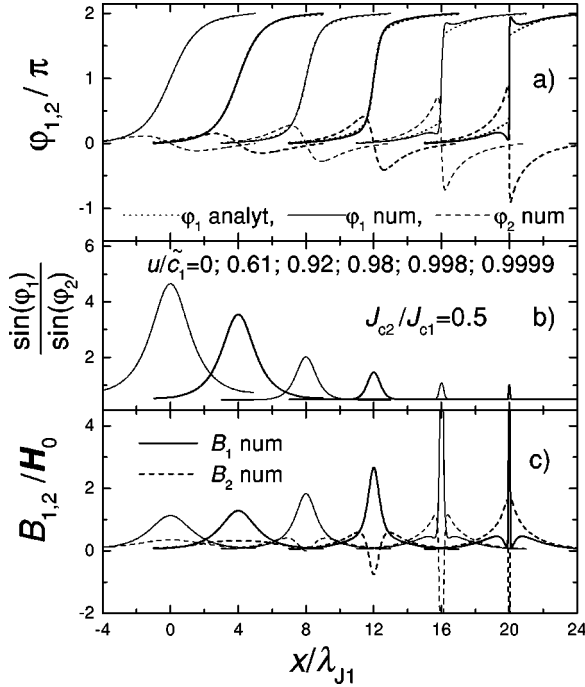 2
1
0
-1
φ1,2 / π
a)
φ1 analyt, φ1 num, φ2 num
6
4
2
sin(φ1)
sin(φ2)
u/c̃1=0; 0.61; 0.92; 0.98; 0.998; 0.9999
Jc2/Jc1=0.5
b)
4
2
0
-2
B1,2 / H0
B1 num
B2 num
c)
-4 0 4 8 12 16 20 24
x/λJ1